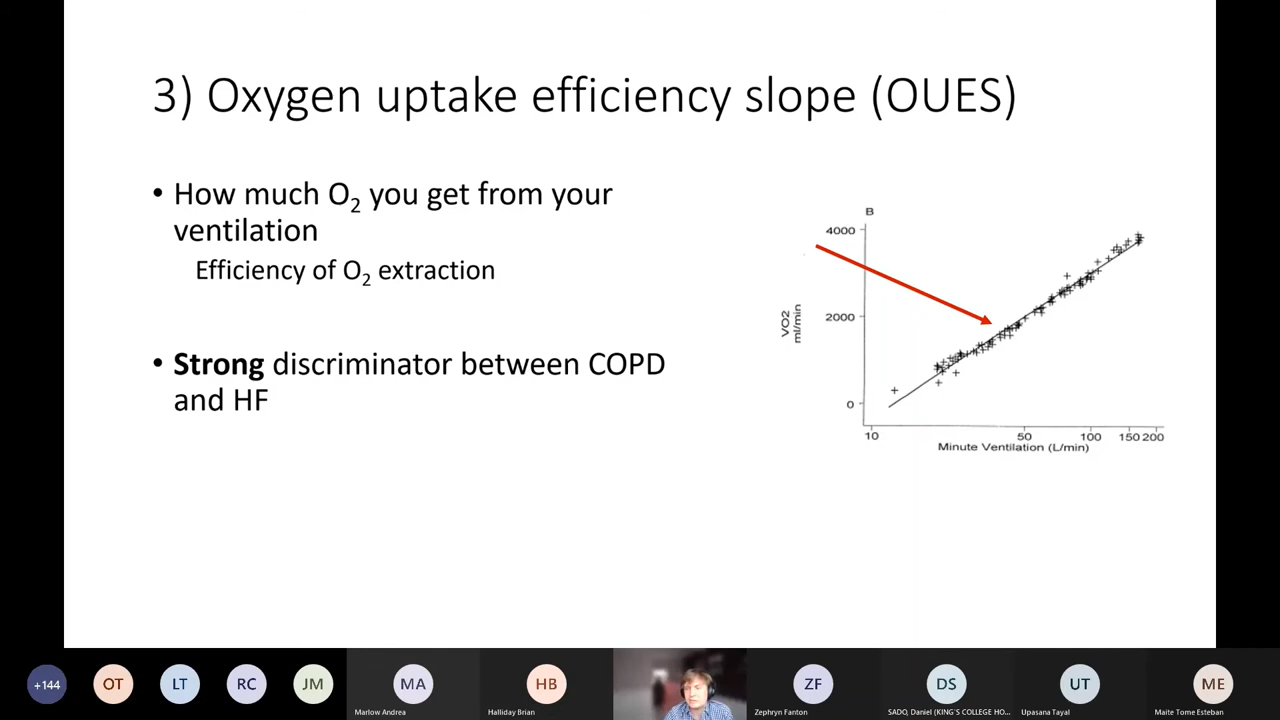 3) Oxygen uptake efficiency slope (OUES)
• How much O2 you get from your
ventilation
Efficiency of O2 extraction
• Strong discriminator between COPD
and HF
B
4000
2000
0
VO2
ml/min
10 50 100 150 200
Minute Ventilation (L/min)
+144 OT LT RC JM MA HB ZF DS UT ME
Marlow Andrea Halliday Brian Zephryn Fanton SADO, Daniel (KING'S COLLEGE HO... Upasana Tayal Maite Tome Esteban